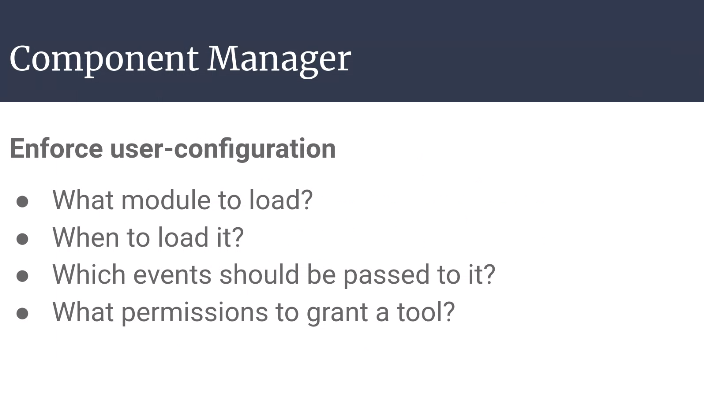 Component Manager
Enforce user-configuration
● What module to load?
● When to load it?
● Which events should be passed to it?
● What permissions to grant a tool?